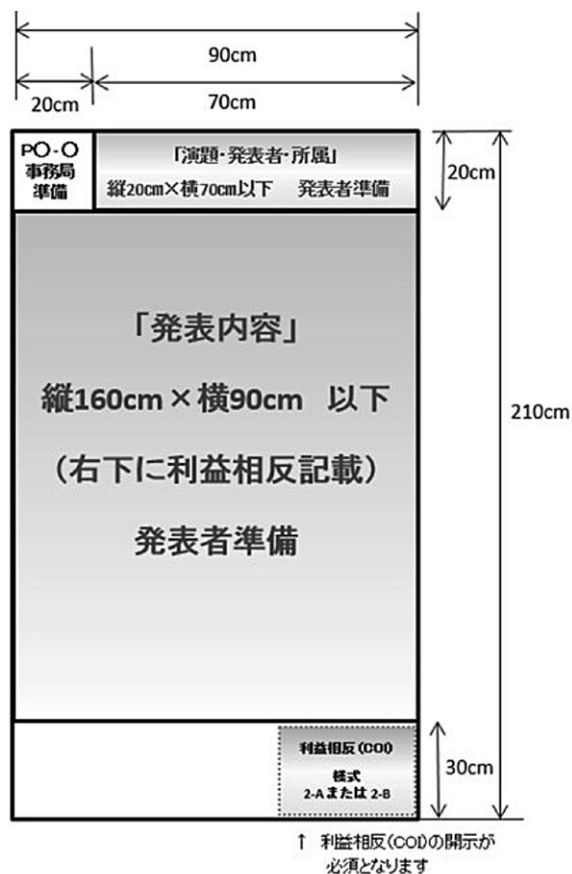 90cm
20cm
70cm
PO-O
事務局
準備
「演題・発表者・所属」
縦20cm×横70cm以下　発表者準備
20cm
「発表内容」
縦160cm×横90cm　以下
（右下に利益相反記載）
発表者準備
210cm
利益相反(COI)
様式
2-Aまたは2-B
30cm
↑ 利益相反(COI)の開示が
必須となります